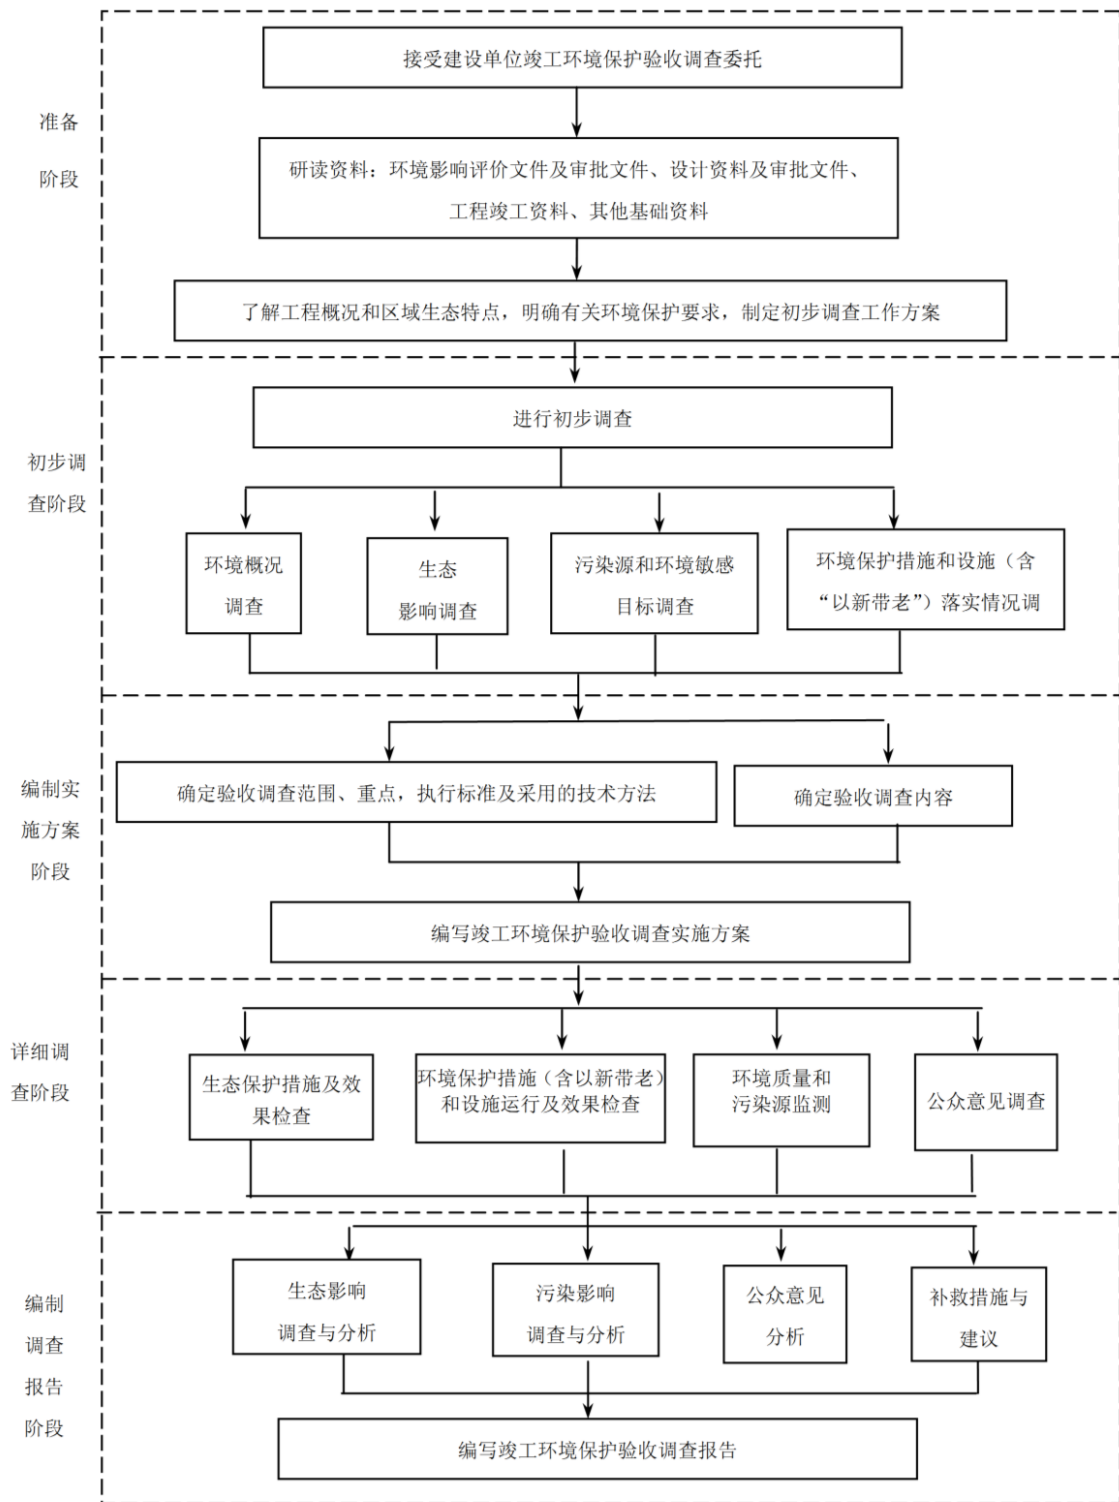 接受建设单位竣工环境保护验收调查委托
准备
阶段
研读资料：环境影响评价文件及审批文件、设计资料及审批文件、
工程竣工资料、其他基础资料
了解工程概况和区域生态特点，明确有关环境保护要求，制定初步调查工作方案
初步调
查阶段
进行初步调查
环境概况
调查
生态
影响调查
污染源和环境敏感
目标调查
环境保护措施和设施（含
“以新带老”）落实情况调
编制实
施方案
阶段
确定验收调查范围、重点，执行标准及采用的技术方法
确定验收调查内容
编写竣工环境保护验收调查实施方案
详细调
查阶段
生态保护措施及效
果检查
环境保护措施（含以新带老）
和设施运行及效果检查
环境质量和
污染源监测
公众意见调查
编制
调查
报告
阶段
生态影响
调查与分析
污染影响
调查与分析
公众意见
分析
补救措施与
建议
编写竣工环境保护验收调查报告